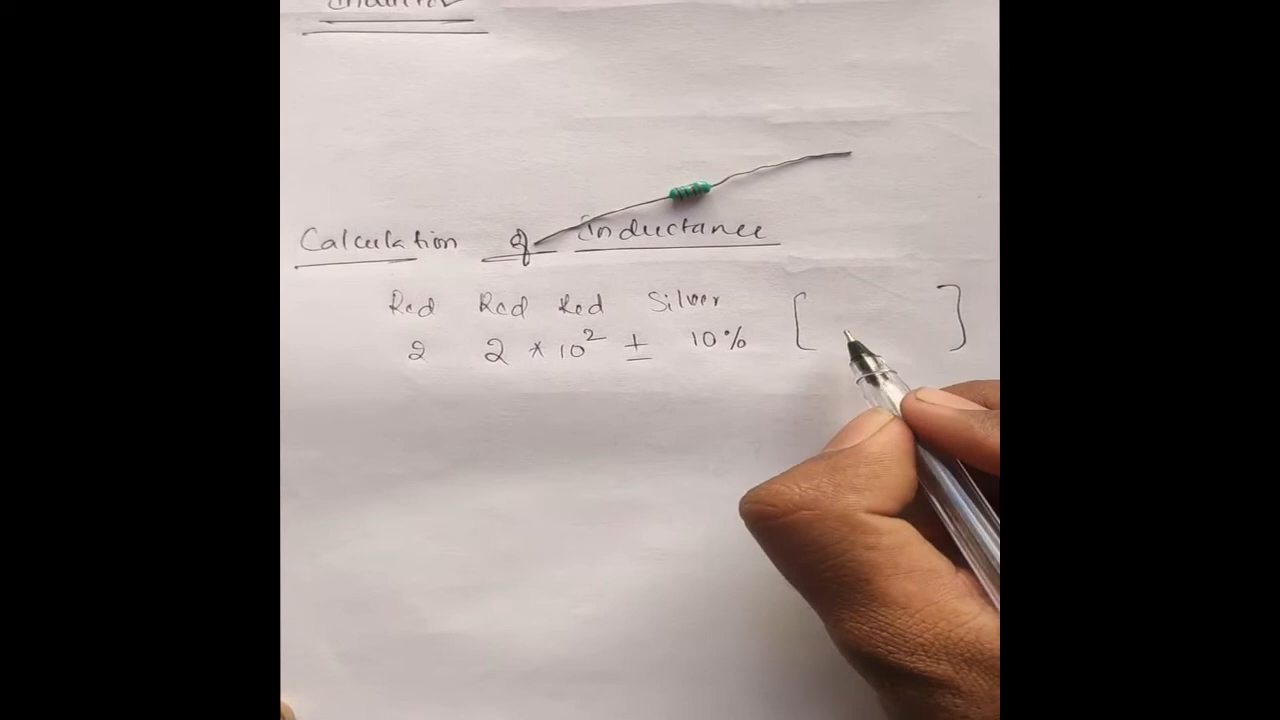 Calculation of Inductance
Red Red Red Silver
2 2 * 10² ± 10% [ ]